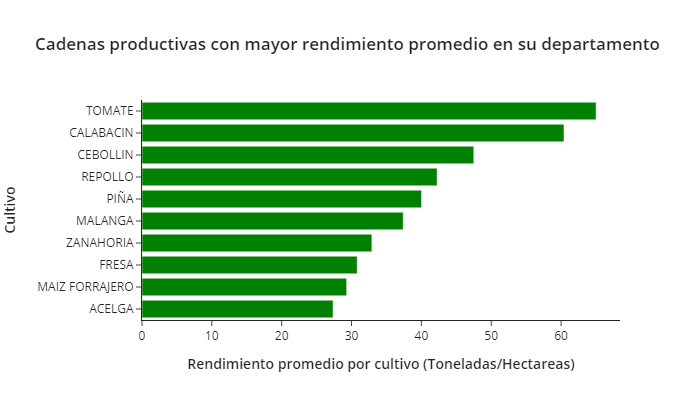 Cadenas productivas con mayor rendimiento promedio en su departamento
Cultivo
TOMATE
CALABACIN
CEBOLLIN
REPOLLO
PIÑA
MALANGA
ZANAHORIA
FRESA
MAIZ FORRAJERO
ACELGA
0 10 20 30 40 50 60
Rendimiento promedio por cultivo (Toneladas/Hectareas)